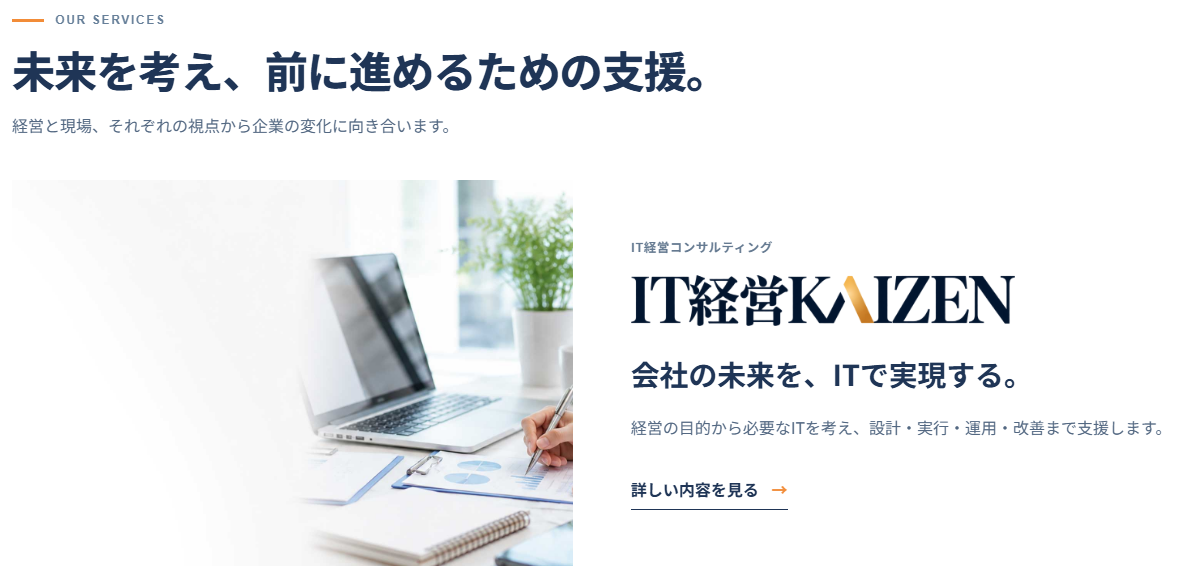 OUR SERVICES
未来を考え、前に進めるための支援。
経営と現場、それぞれの視点から企業の変化に向き合います。
IT経営コンサルティング
IT経営KAIZEN
会社の未来を、ITで実現する。
経営の目的から必要なITを考え、設計・実行・運用・改善まで支援します。
詳しい内容を見る →